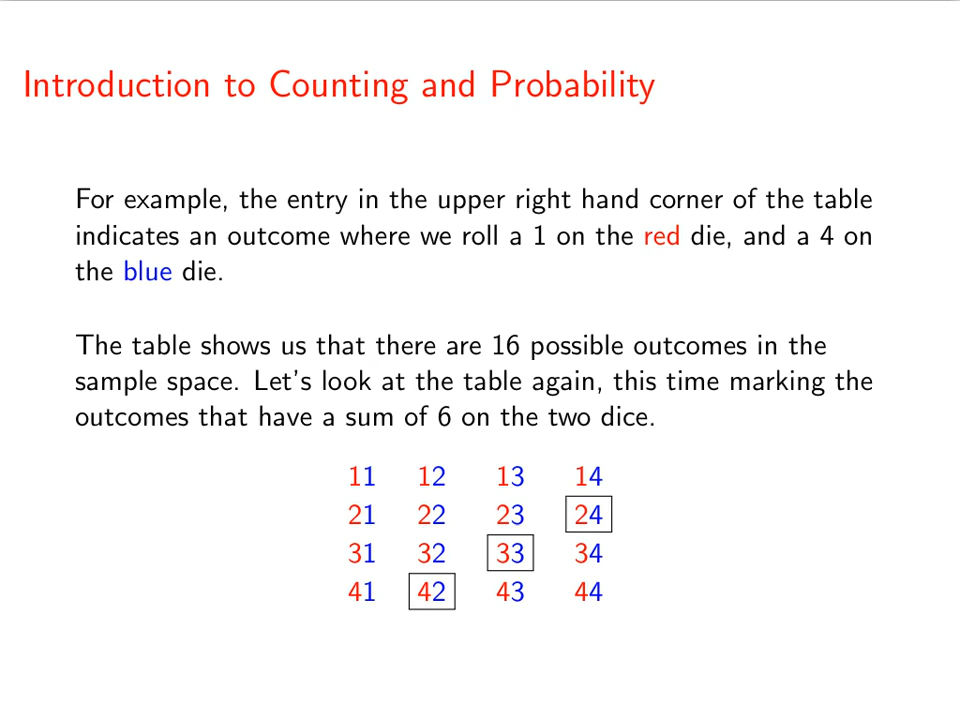 Introduction to Counting and Probability
For example, the entry in the upper right hand corner of the table
indicates an outcome where we roll a 1 on the red die, and a 4 on
the blue die.
The table shows us that there are 16 possible outcomes in the
sample space. Let's look at the table again, this time marking the
outcomes that have a sum of 6 on the two dice.
11 12 13 14
21 22 23 24
31 32 33 34
41 42 43 44